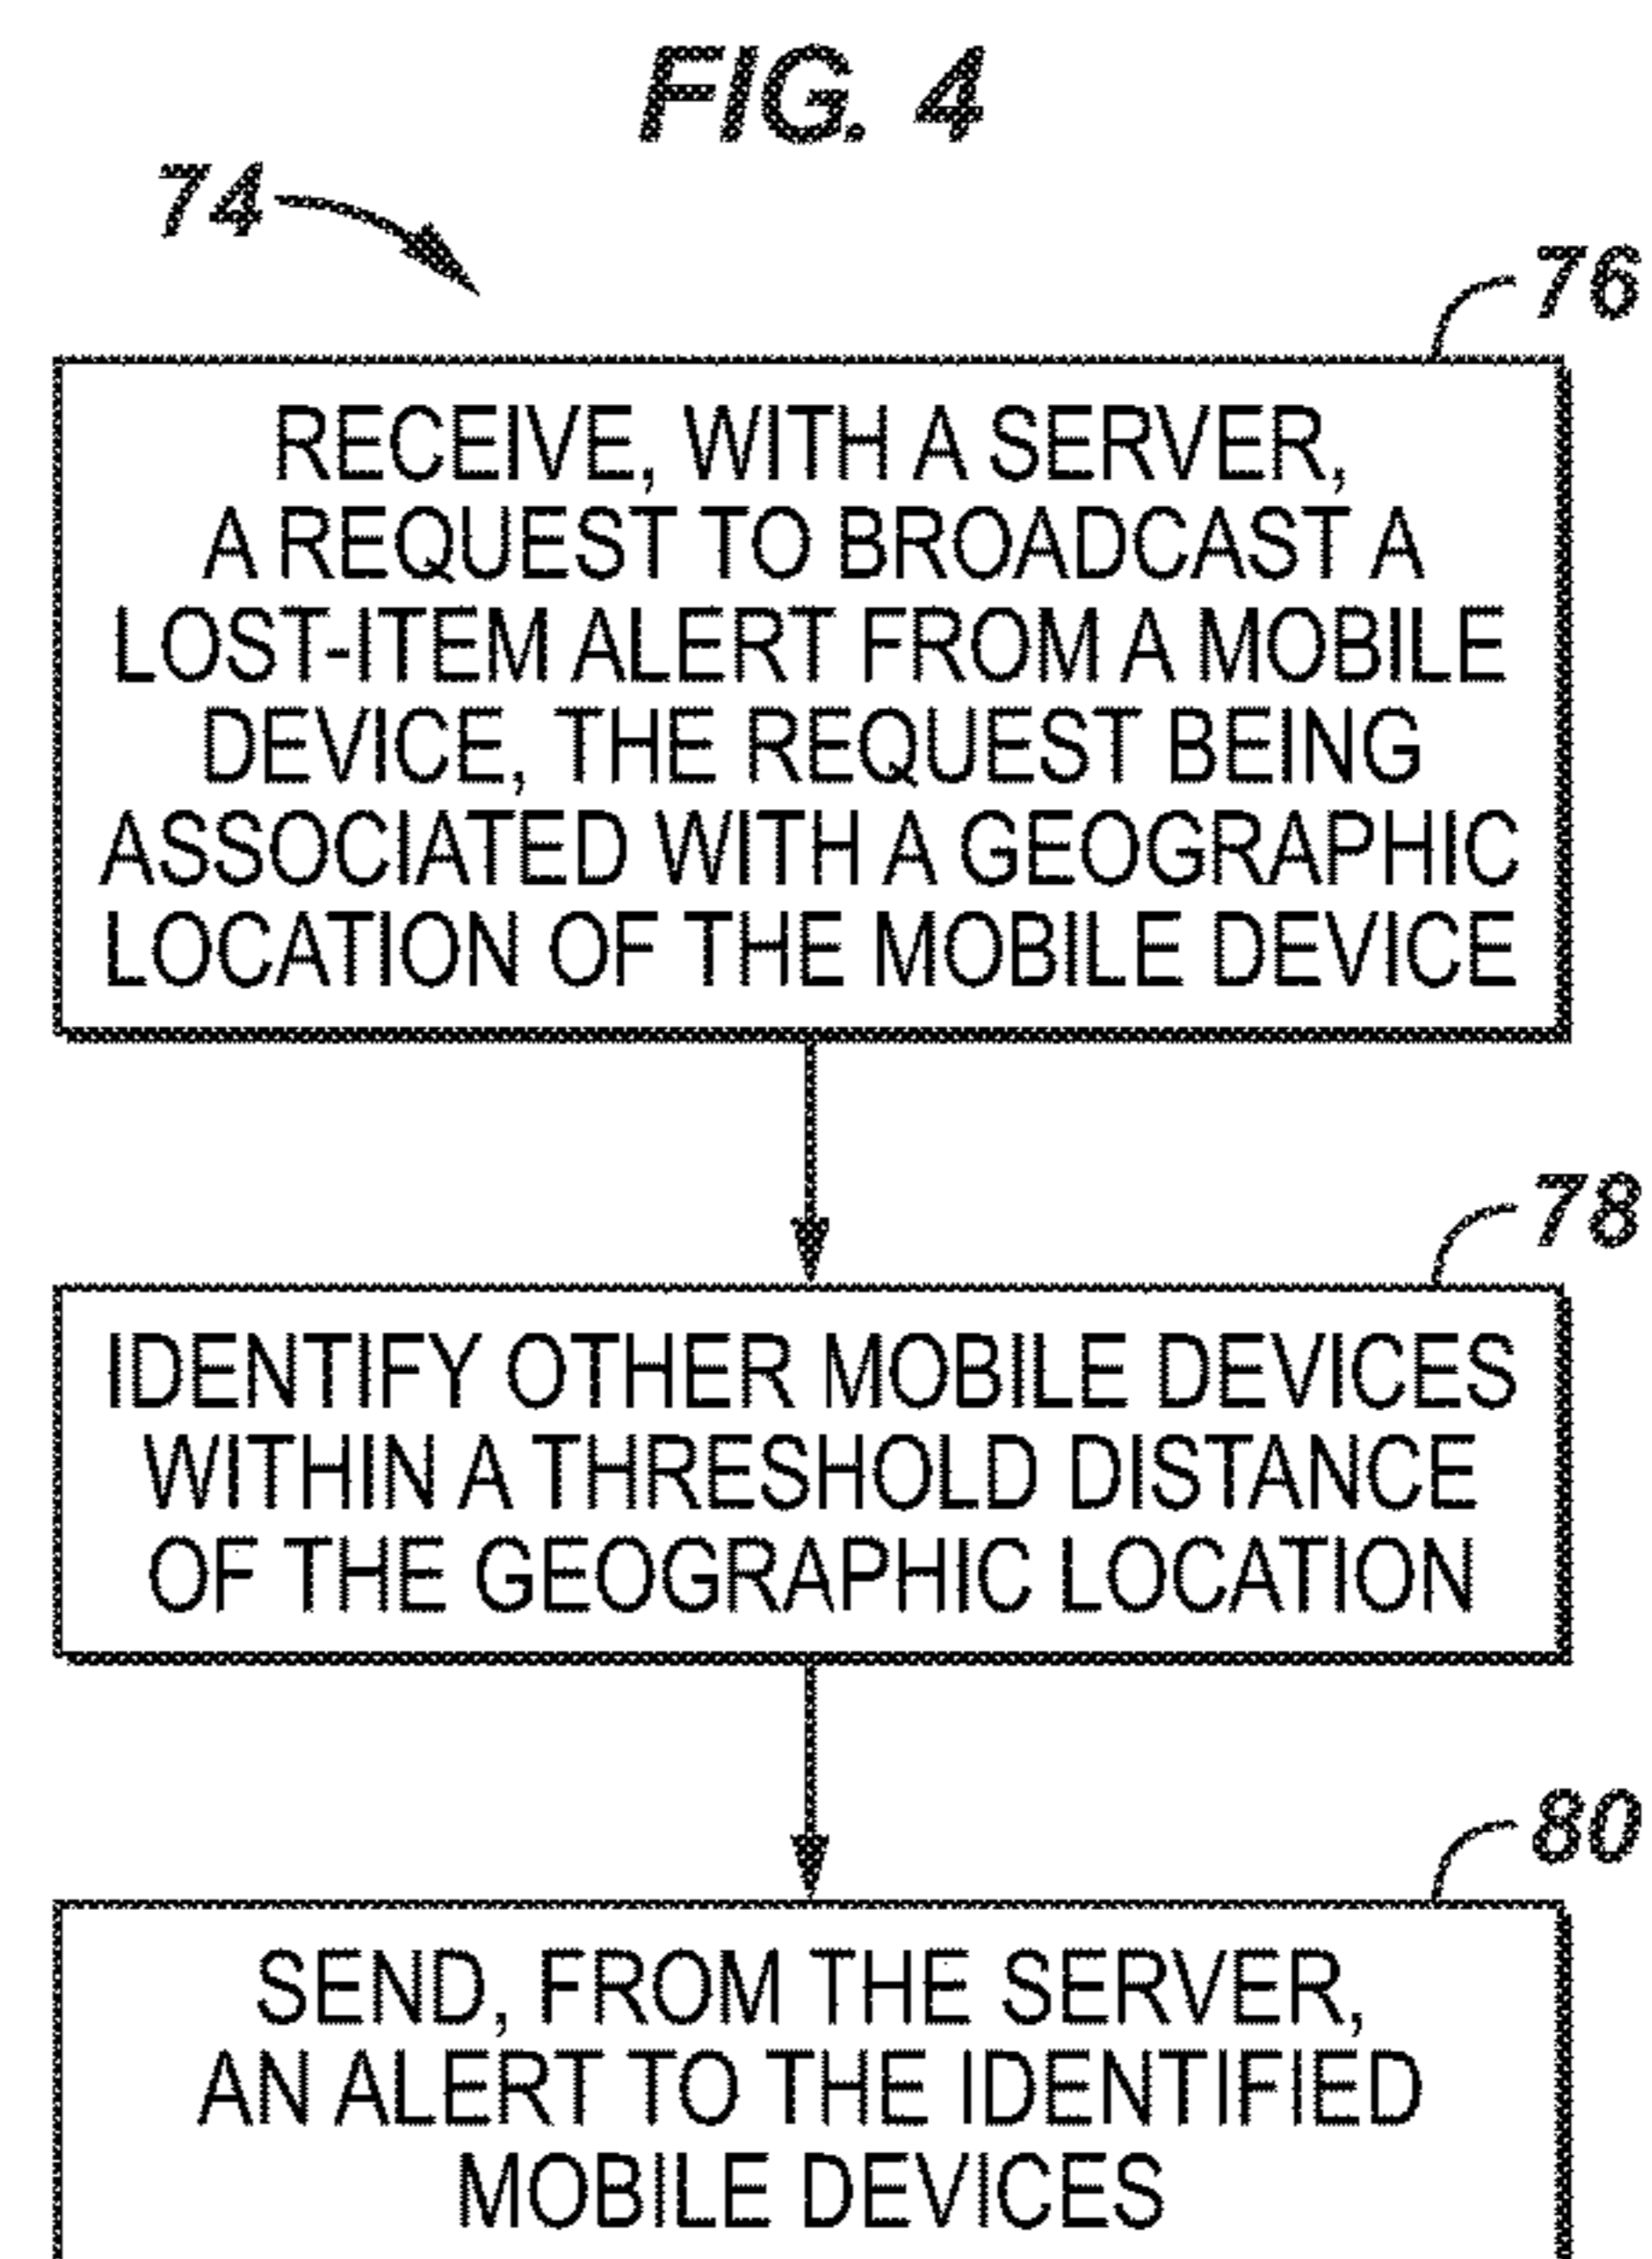 FIG. 4
74
76
RECEIVE, WITH A SERVER,
A REQUEST TO BROADCAST A
LOST-ITEM ALERT FROM A MOBILE
DEVICE, THE REQUEST BEING
ASSOCIATED WITH A GEOGRAPHIC
LOCATION OF THE MOBILE DEVICE
78
IDENTIFY OTHER MOBILE DEVICES
WITHIN A THRESHOLD DISTANCE
OF THE GEOGRAPHIC LOCATION
80
SEND, FROM THE SERVER,
AN ALERT TO THE IDENTIFIED
MOBILE DEVICES